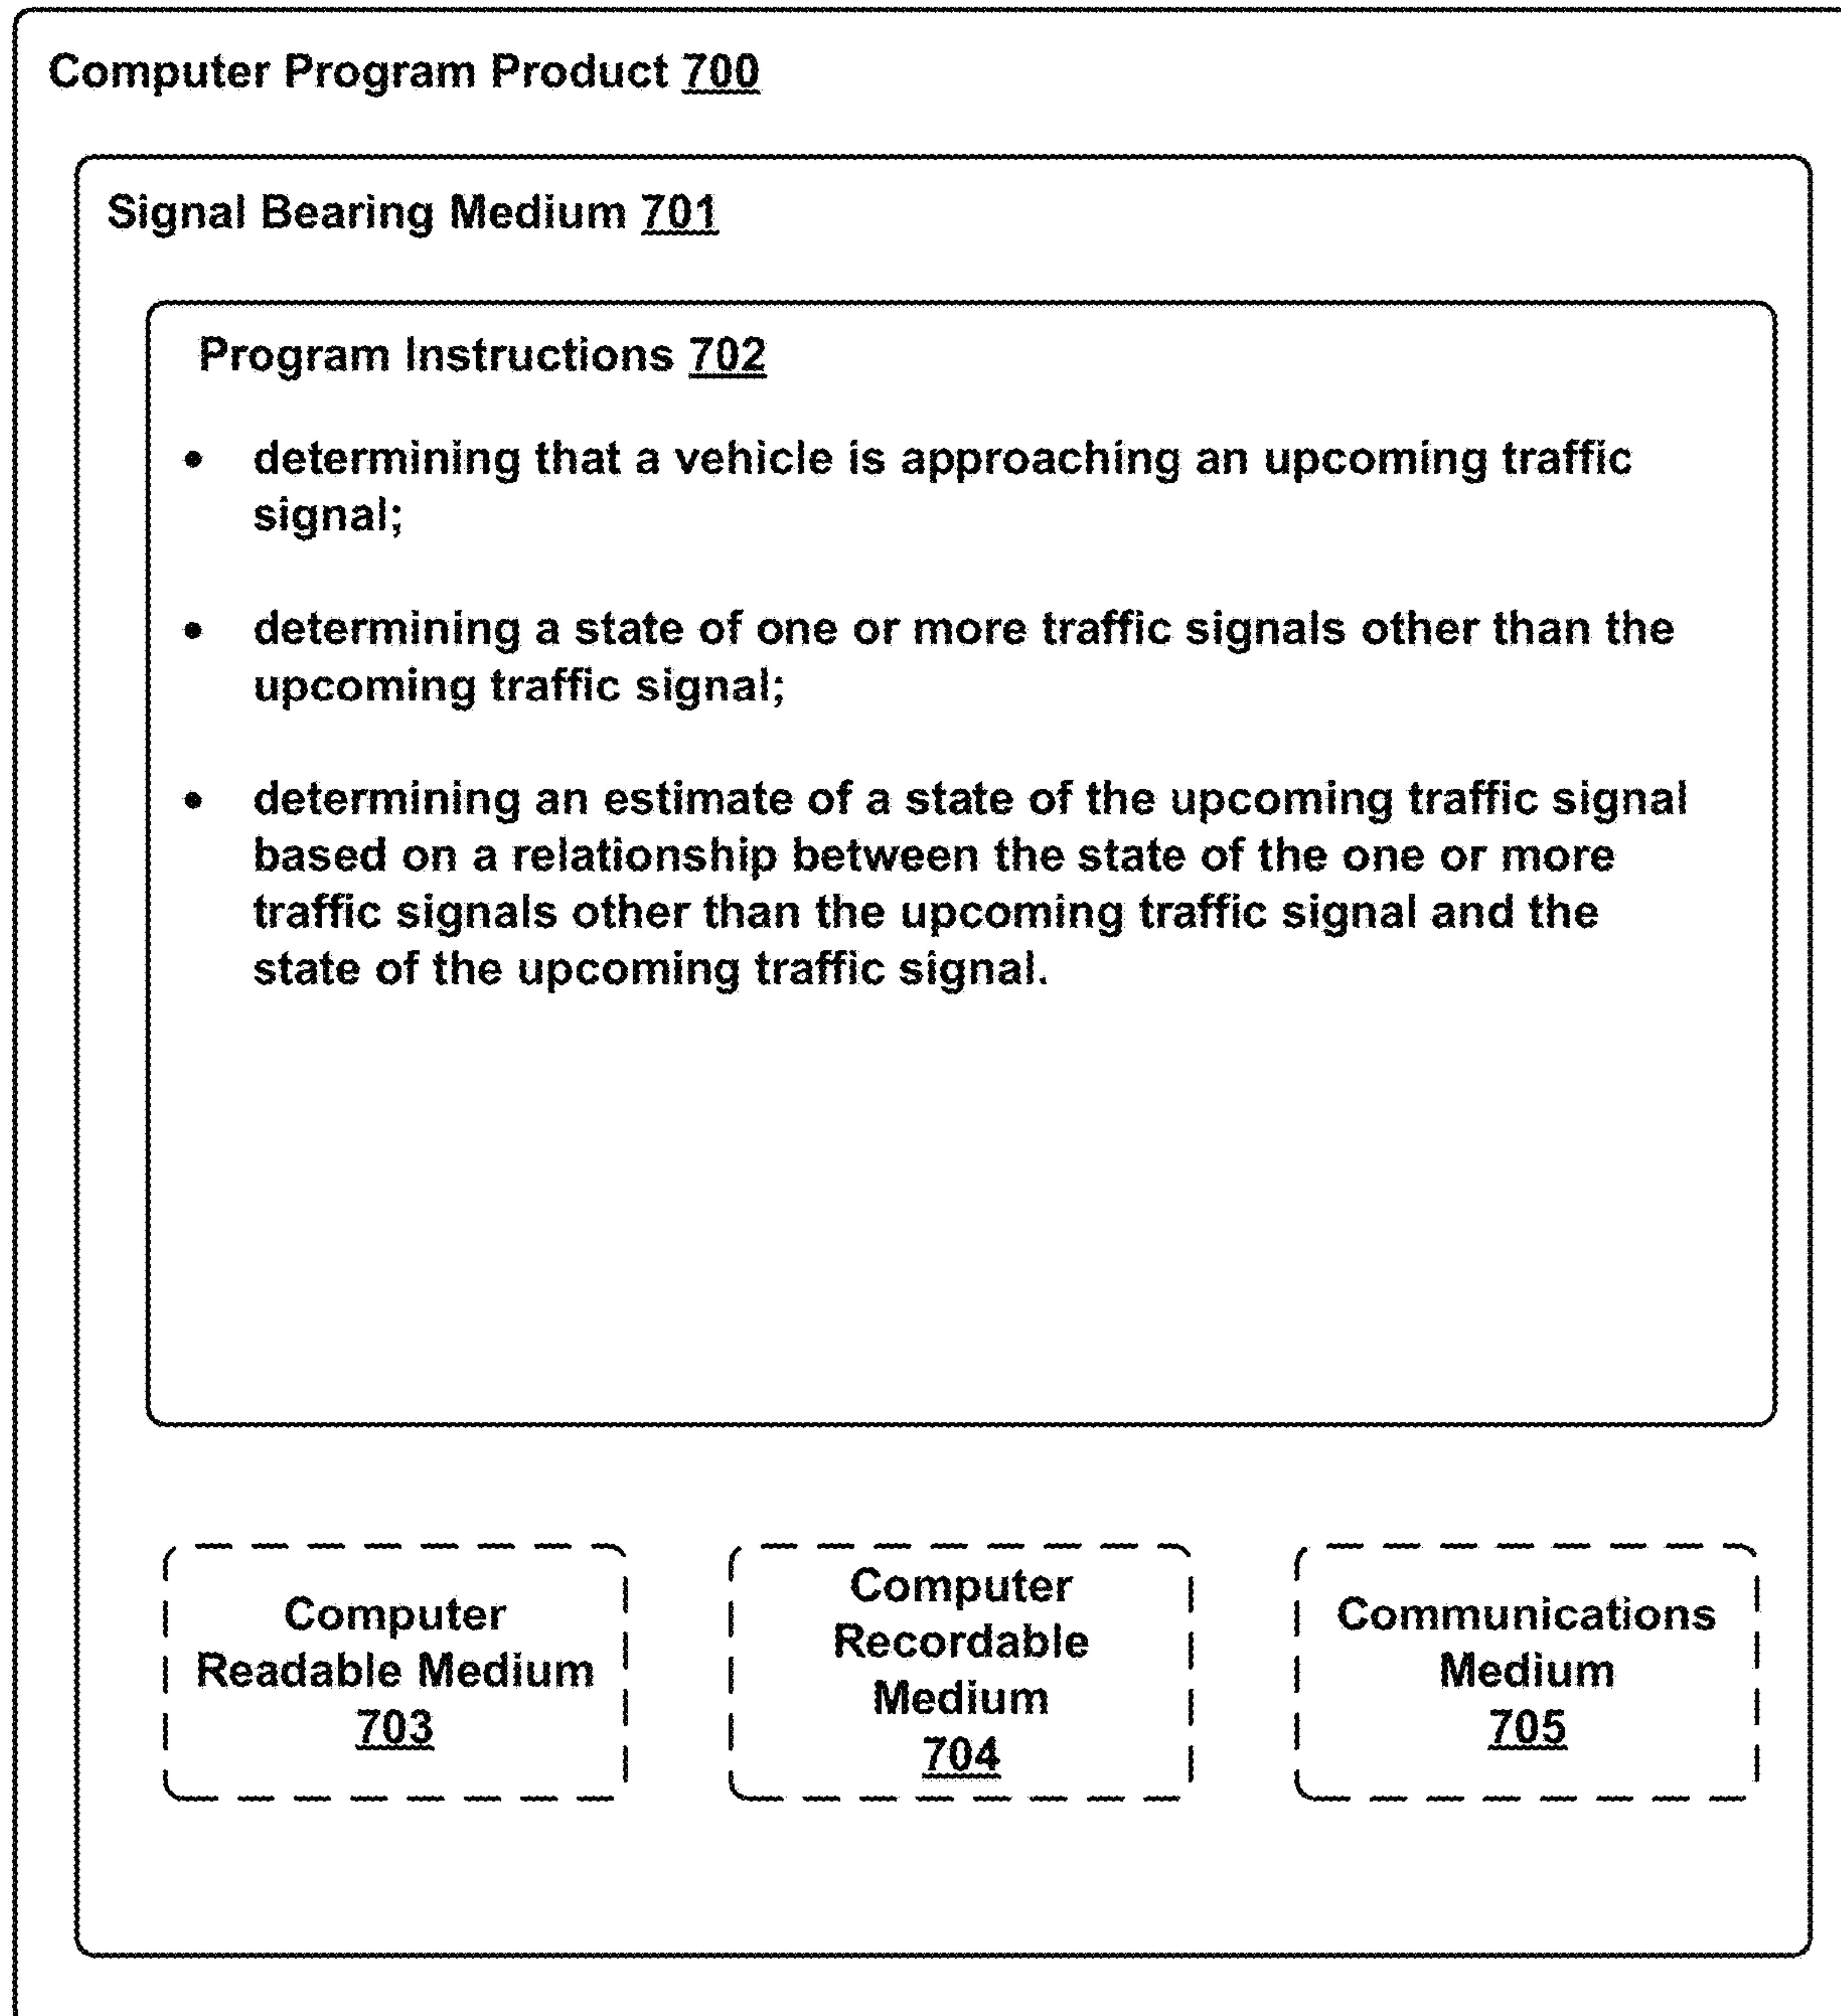 Computer Program Product 700
Signal Bearing Medium 701
Program Instructions 702
• determining that a vehicle is approaching an upcoming traffic
signal;
• determining a state of one or more traffic signals other than the
upcoming traffic signal;
• determining an estimate of a state of the upcoming traffic signal
based on a relationship between the state of the one or more
traffic signals other than the upcoming traffic signal and the
state of the upcoming traffic signal.
Computer
Readable Medium
703
Computer
Recordable
Medium
704
Communications
Medium
705